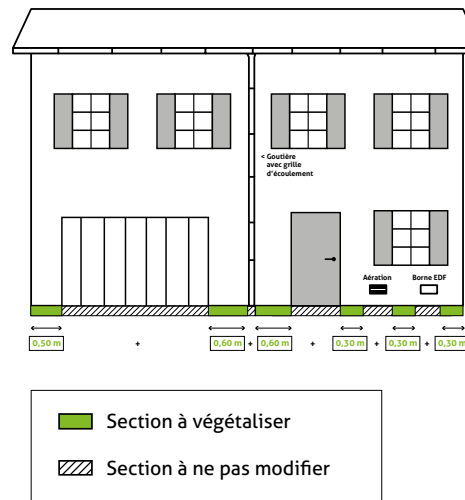 < Goutière
avec grille
d'écoulement
Aération Borne EDF
0,50 m + 0,60 m + 0,60 m + 0,30 m + 0,30 m + 0,30 m
Section à végétaliser
Section à ne pas modifier